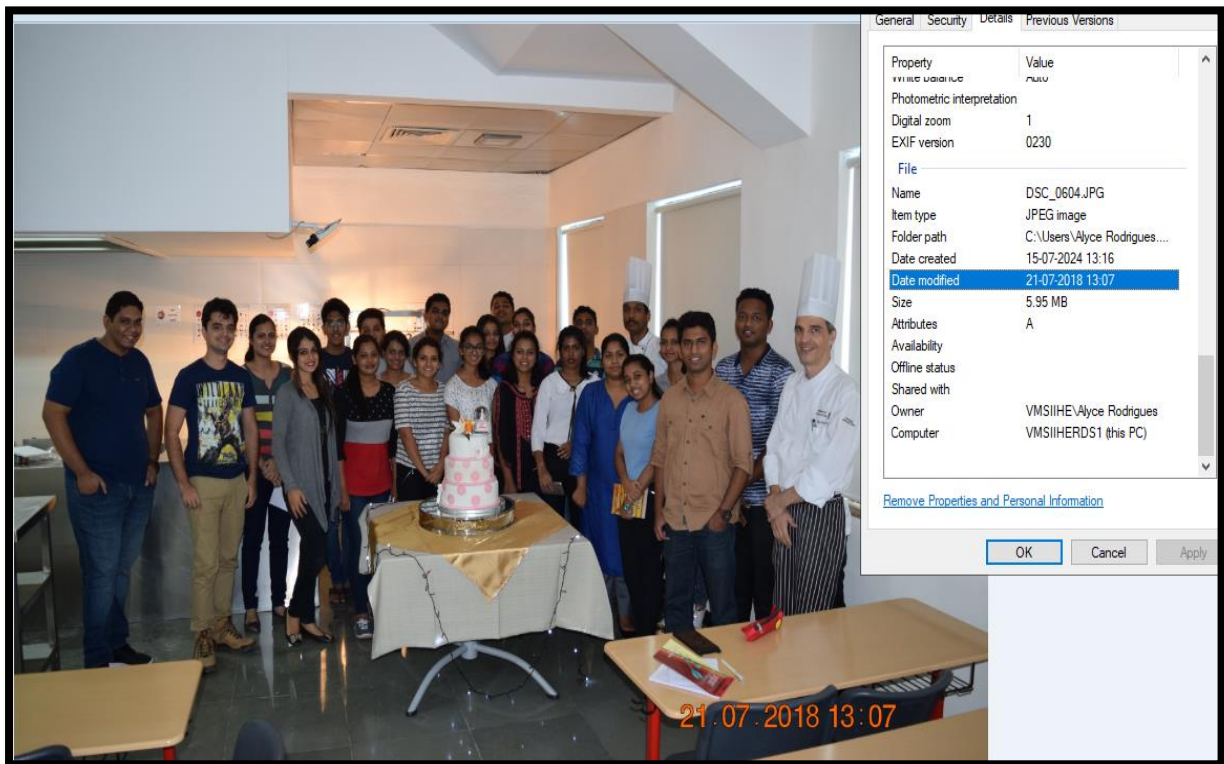 General Security Details Previous Versions
Property Value
White balance Auto
Photometric interpretation
Digital zoom 1
EXIF version 0230
File
Name DSC_0604.JPG
Item type JPEG image
Folder path C:\Users\Alyce Rodrigues....
Date created 15-07-2024 13:16
Date modified 21-07-2018 13:07
Size 5.95 MB
Attributes A
Availability
Offline status
Shared with
Owner VMSIIHE\Alyce Rodrigues
Computer VMSIIHERDS1 (this PC)
Remove Properties and Personal Information
OK Cancel Apply
21.07.2018 13:07